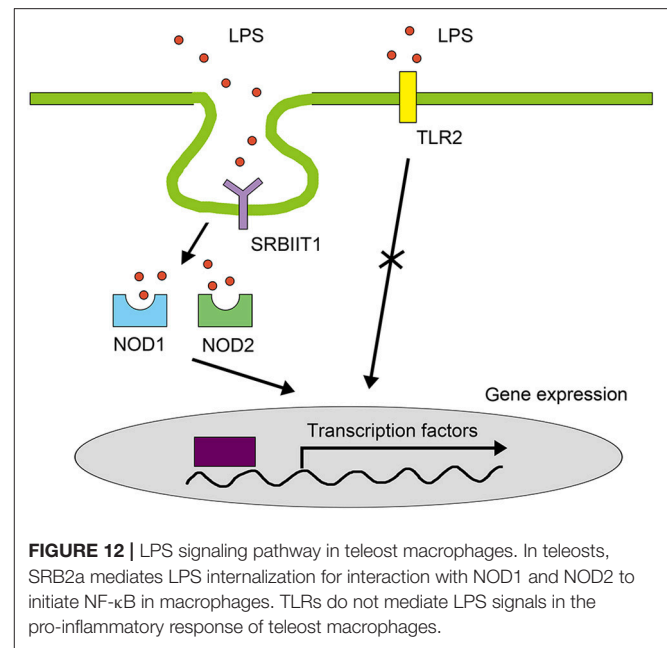 LPS
LPS
TLR2
SRBIIT1
NOD1
NOD2
Gene expression
Transcription factors
FIGURE 12 | LPS signaling pathway in teleost macrophages. In teleosts,
SRB2a mediates LPS internalization for interaction with NOD1 and NOD2 to
initiate NF-κB in macrophages. TLRs do not mediate LPS signals in the
pro-inflammatory response of teleost macrophages.